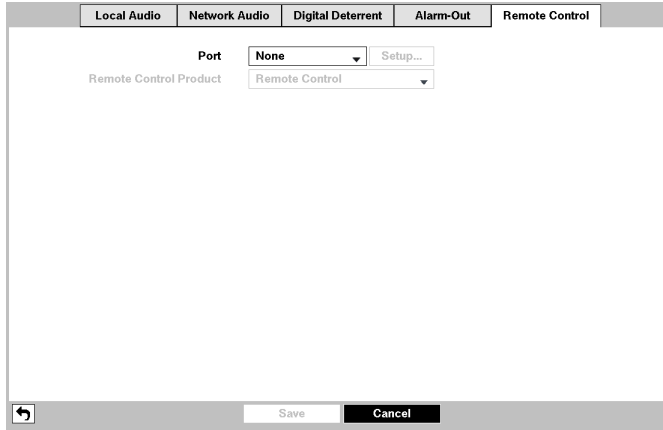 Local Audio Network Audio Digital Deterrent Alarm-Out Remote Control
Port None Setup...
Remote Control Product Remote Control
Save Cancel